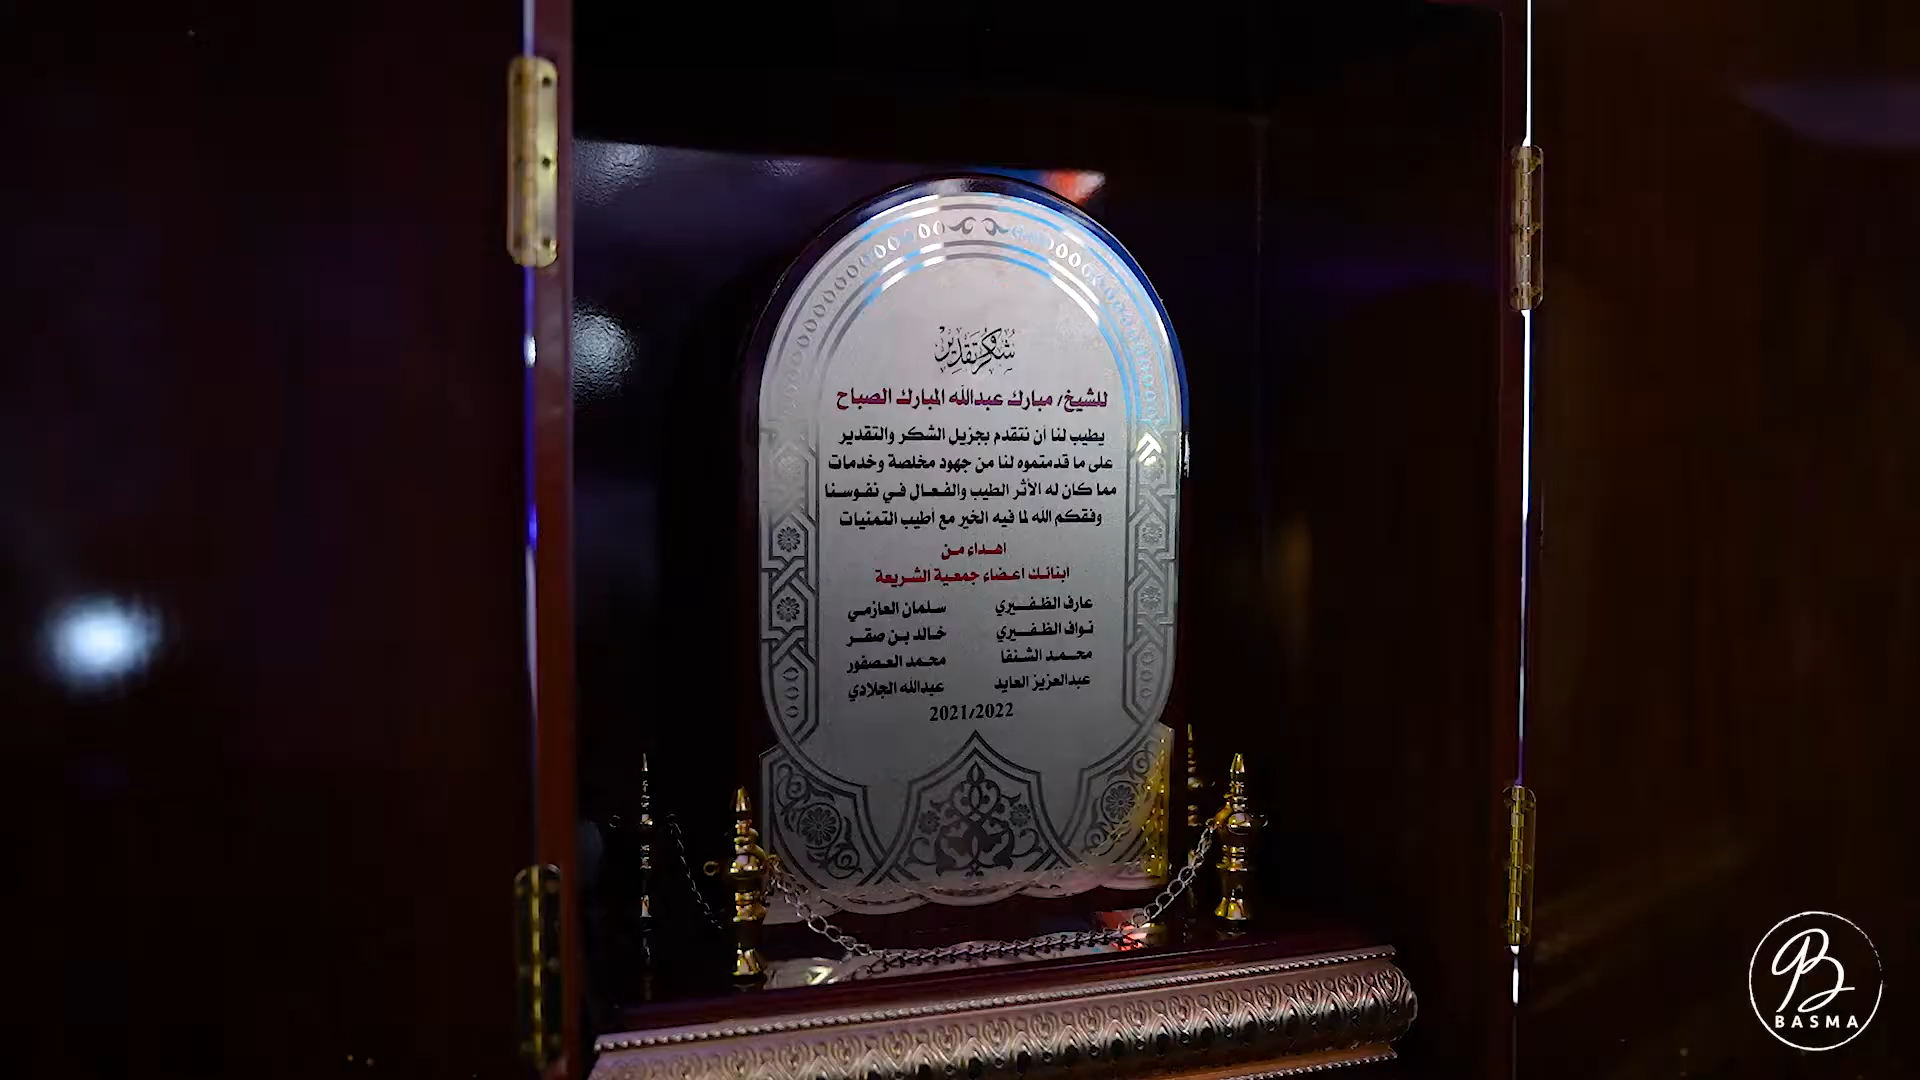 شكر وتقدير
للشيخ/ مبارك عبدالله المبارك الصباح
يطيب لنا أن نتقدم بجزيل الشكر والتقدير
على ما قدمتموه لنا من جهود مخلصة وخدمات
مما كان له الأثر الطيب والفعال في نفوسنا
وفقكم الله لما فيه الخير مع أطيب التمنيات
اهداء من
ابنائك اعضاء جمعية الشريعة
عارف الظفيري سلمان العازمي
نواف الظفيري خالد بن صقر
محمد الشنفا محمد العصفور
عبدالعزيز العايد عبدالله الجلادي
2021/2022
B
BASMA